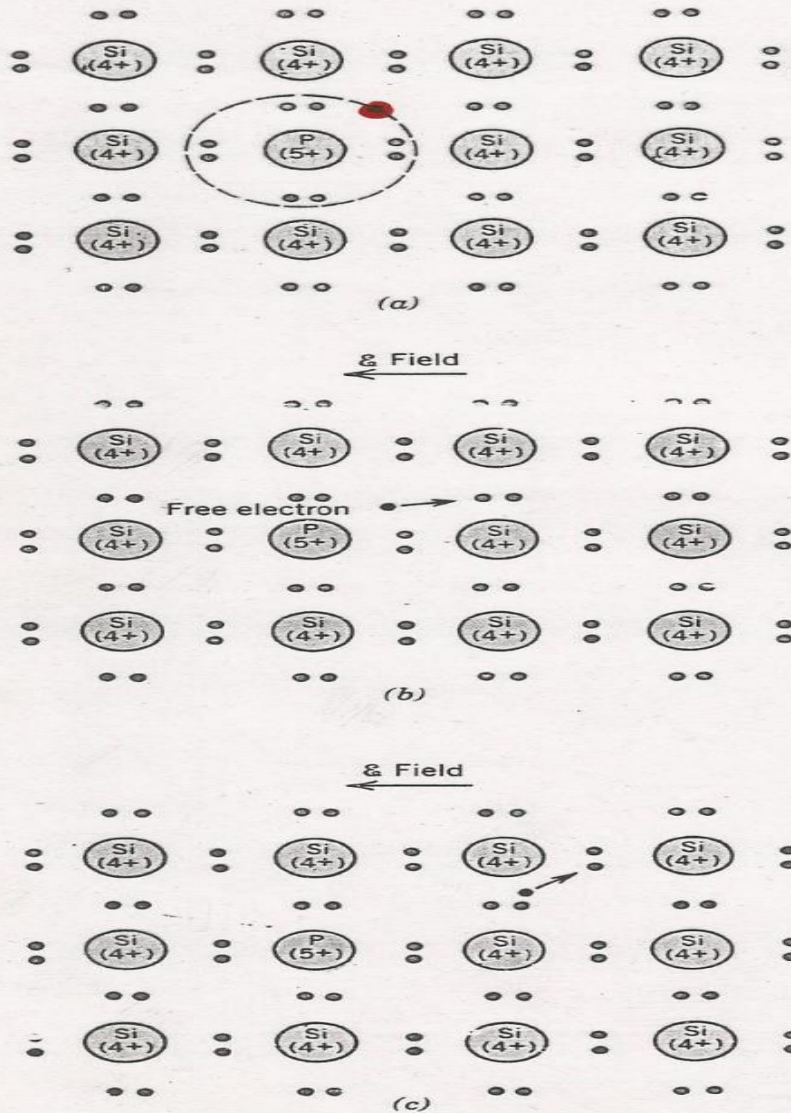 Si Si Si Si
(4+) (4+) (4+) (4+)
Si P Si Si
(4+) (5+) (4+) (4+)
Si Si Si Si
(4+) (4+) (4+) (4+)
(a)
ℰ Field
Si Si Si Si
(4+) (4+) (4+) (4+)
Free electron
Si P Si Si
(4+) (5+) (4+) (4+)
Si Si Si Si
(4+) (4+) (4+) (4+)
(b)
ℰ Field
Si Si Si Si
(4+) (4+) (4+) (4+)
Si P Si Si
(4+) (5+) (4+) (4+)
Si Si Si Si
(4+) (4+) (4+) (4+)
(c)